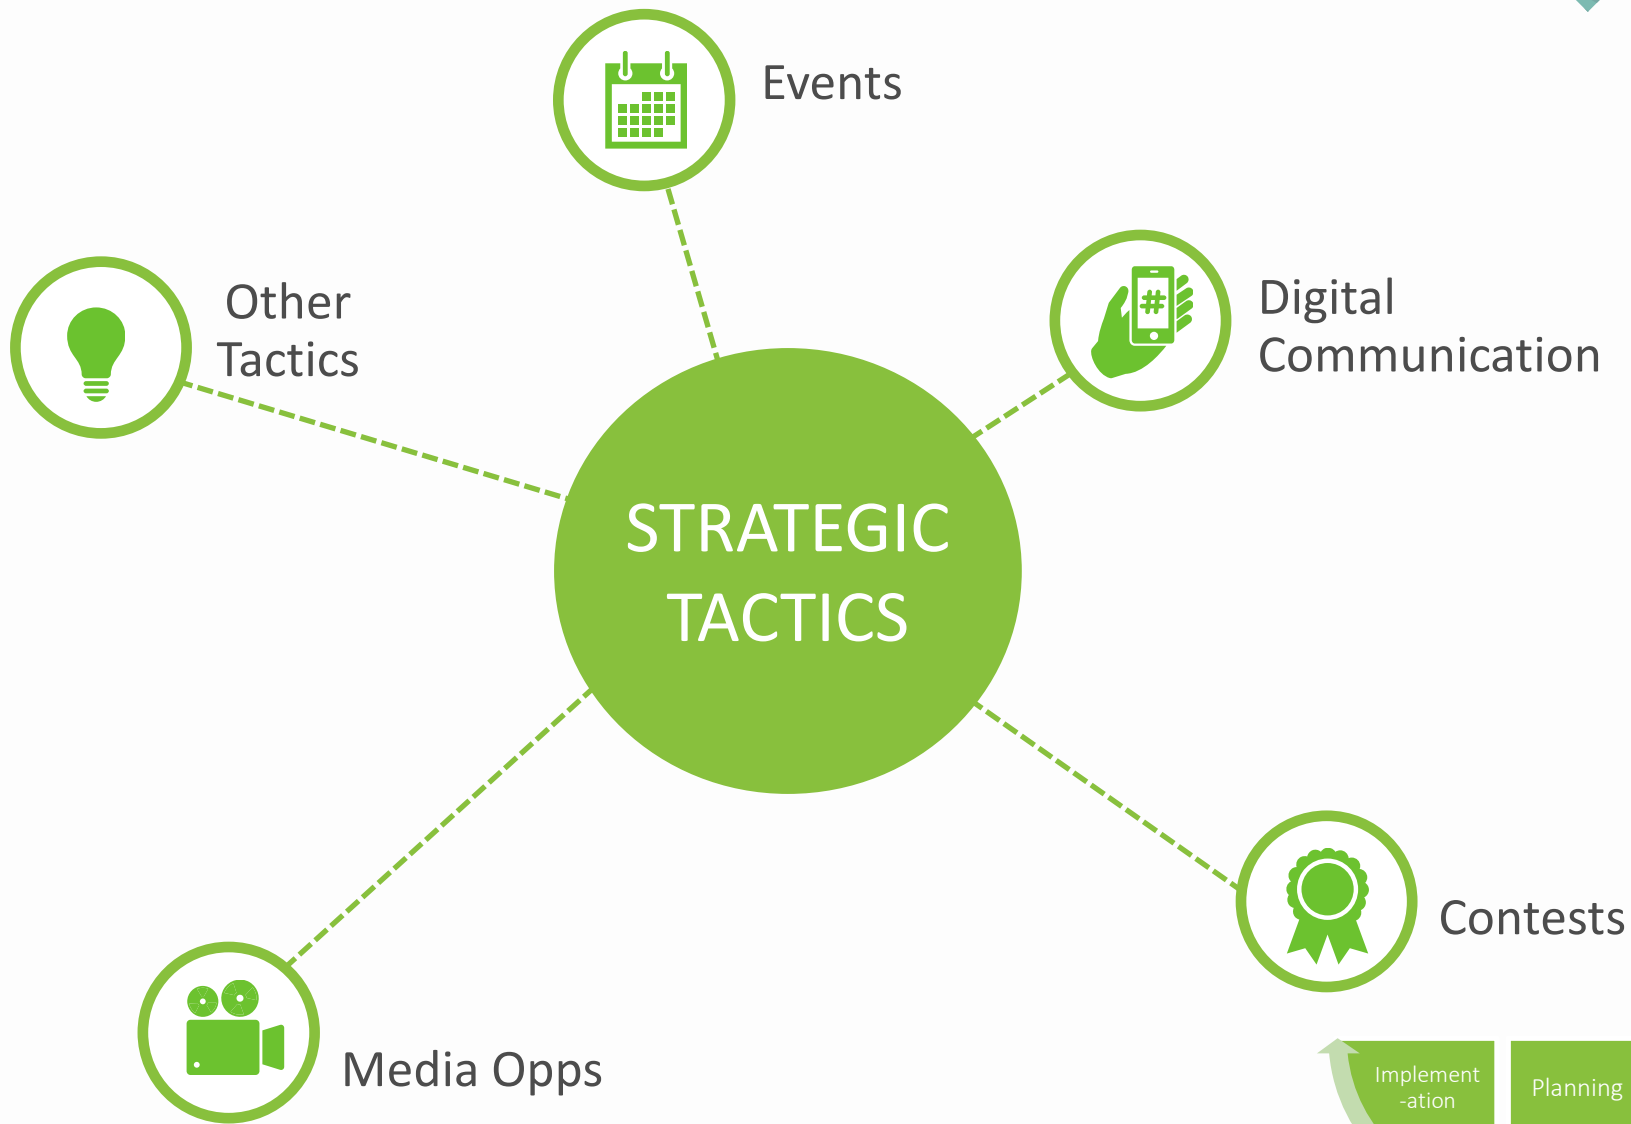 Events
Other
Tactics
Digital
Communication
#
STRATEGIC
TACTICS
Contests
Media Opps
Implement
-ation
Planning